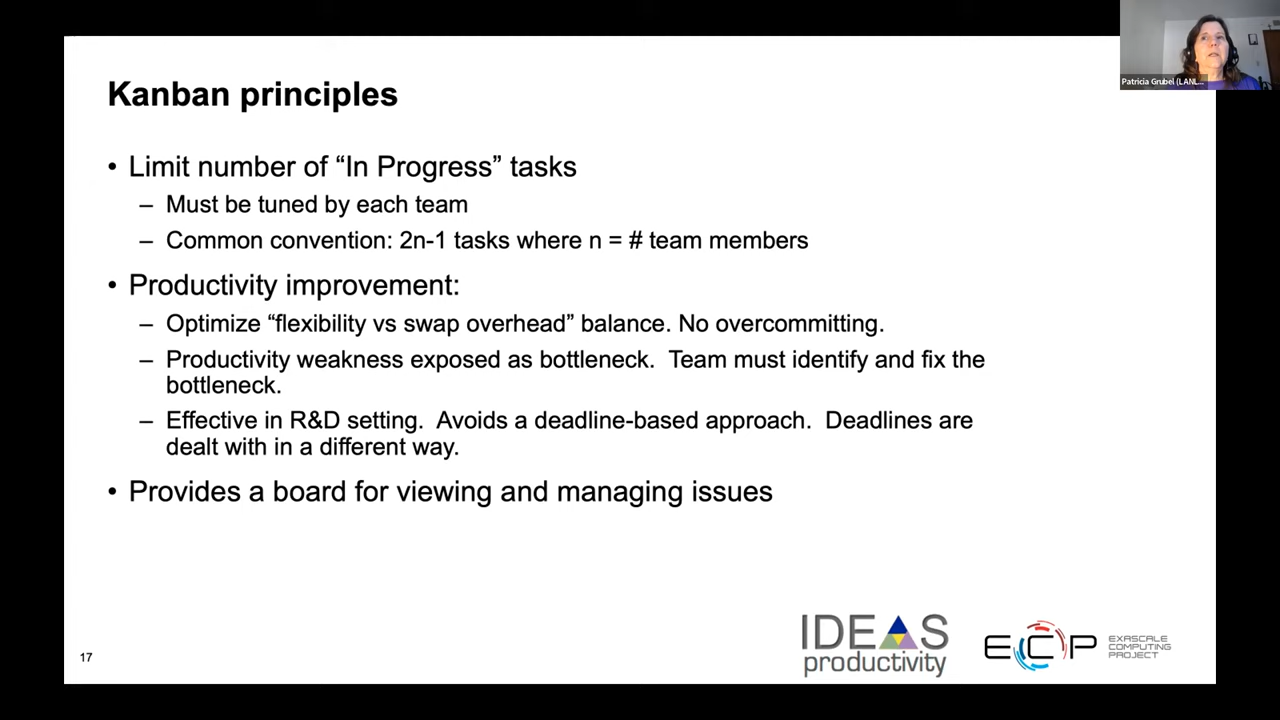 Patricia Grubel (LANL...
Kanban principles
• Limit number of “In Progress” tasks
– Must be tuned by each team
– Common convention: 2n-1 tasks where n = # team members
• Productivity improvement:
– Optimize “flexibility vs swap overhead” balance. No overcommitting.
– Productivity weakness exposed as bottleneck.  Team must identify and fix the
bottleneck.
– Effective in R&D setting.  Avoids a deadline-based approach.  Deadlines are
dealt with in a different way.
• Provides a board for viewing and managing issues
17
IDEAS
productivity
ECP
EXASCALE
COMPUTING
PROJECT